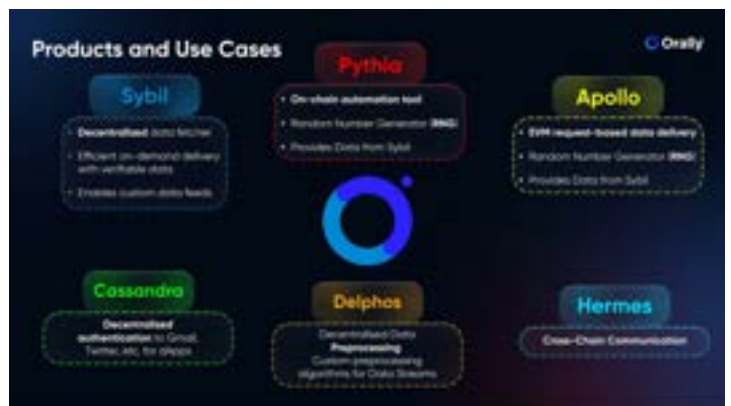 Products and Use Cases
Orally
Sybil
• Decentralised data fetcher
• Efficient on-demand delivery
with verifiable data
• Enables custom data feeds
Pythia
• On-chain automation tool
• Random Number Generator (RNG)
• Provides Data from Sybil
Apollo
• EVM request-based data delivery
• Random Number Generator (RNG)
• Provides Data from Sybil
Cassandra
Decentralised
authentication to Gmail,
Twitter, etc. for dApps
Delphos
Decentralised Data
Preprocessing
Custom preprocessing
algorithms for Data Streams
Hermes
Cross-Chain Communication